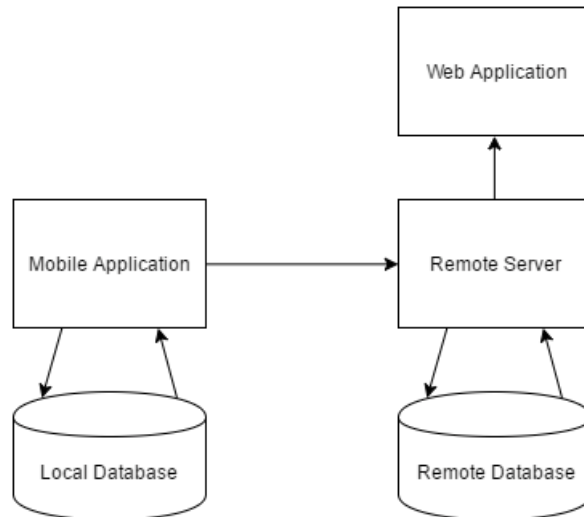 Web Application
Mobile Application
Remote Server
Local Database
Remote Database